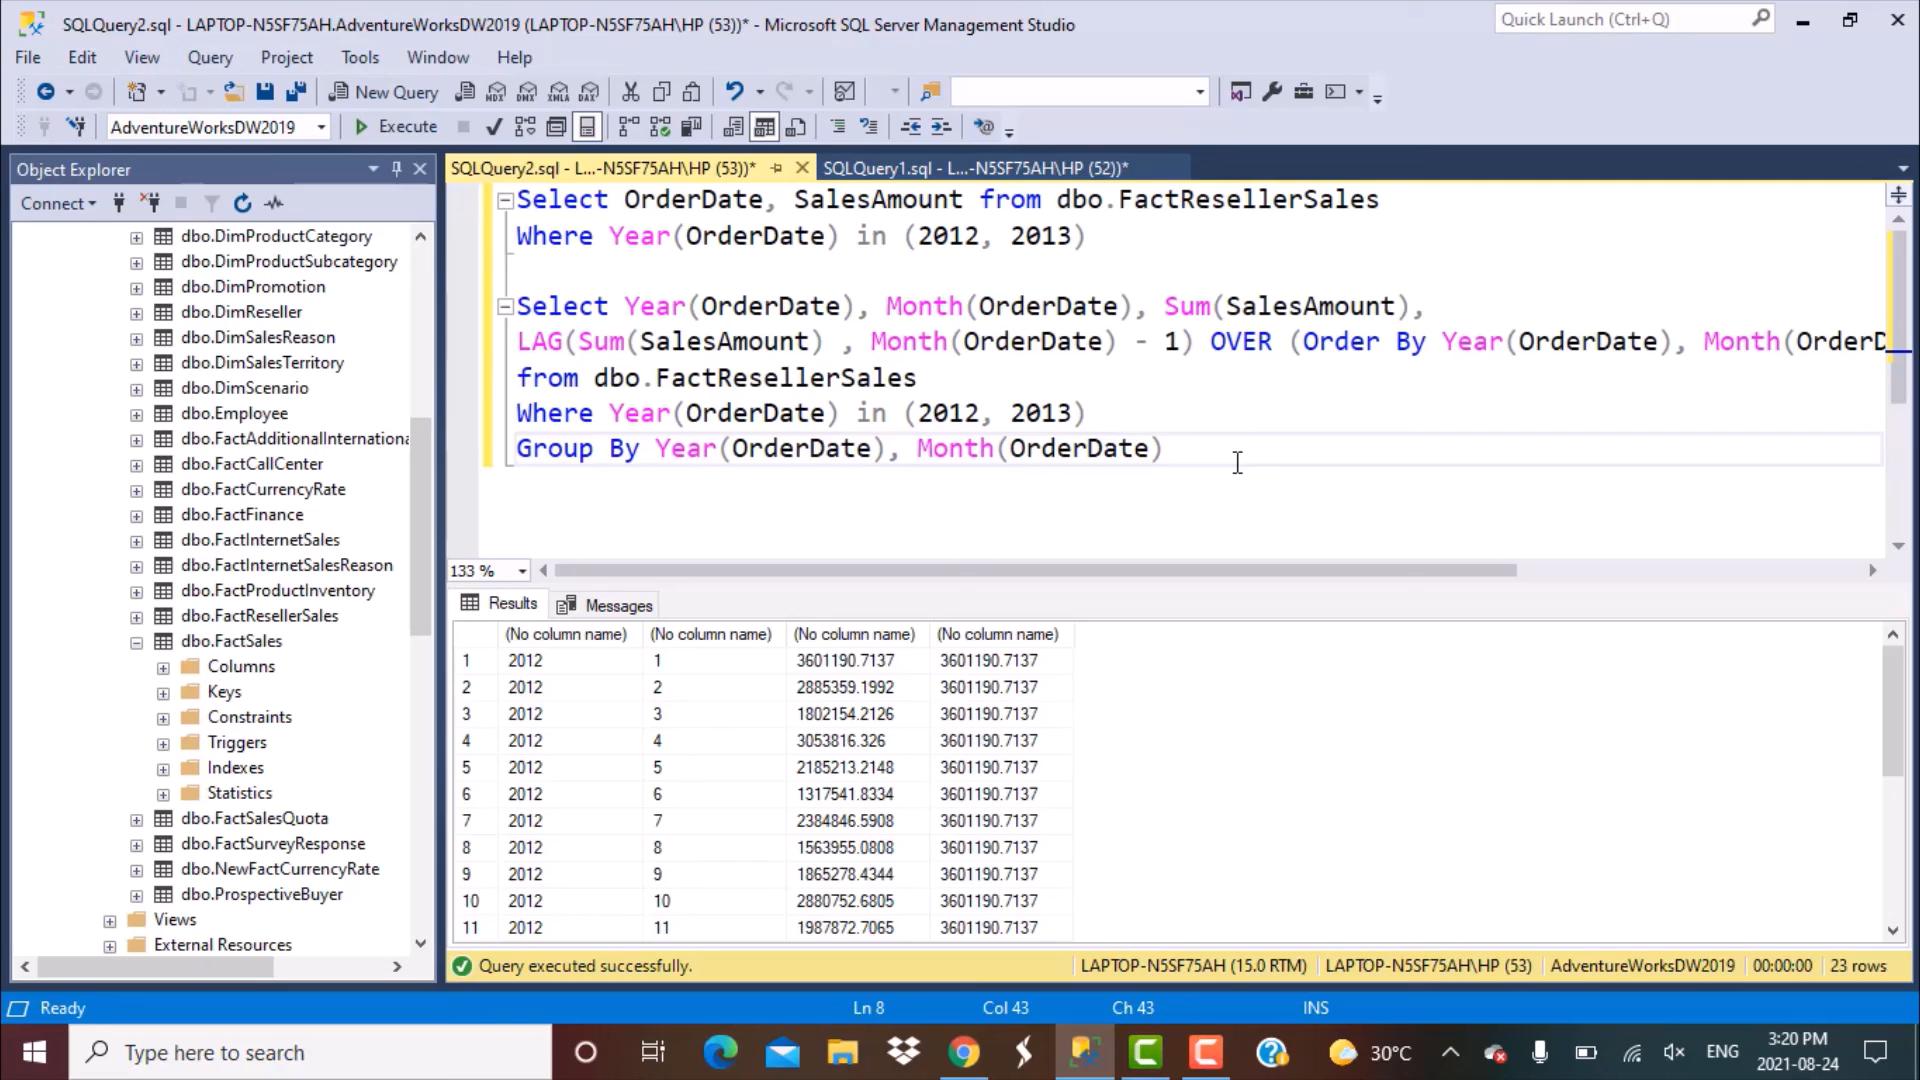 SQLQuery2.sql - LAPTOP-N5SF75AH.AdventureWorksDW2019 (LAPTOP-N5SF75AH\HP (53))* - Microsoft SQL Server Management Studio
Quick Launch (Ctrl+Q)
File Edit View Query Project Tools Window Help
New Query MDX DMX XMLA DAX
AdventureWorksDW2019 Execute
Object Explorer
Connect
dbo.DimProductCategory
dbo.DimProductSubcategory
dbo.DimPromotion
dbo.DimReseller
dbo.DimSalesReason
dbo.DimSalesTerritory
dbo.DimScenario
dbo.Employee
dbo.FactAdditionalInternationa
dbo.FactCallCenter
dbo.FactCurrencyRate
dbo.FactFinance
dbo.FactInternetSales
dbo.FactInternetSalesReason
dbo.FactProductInventory
dbo.FactResellerSales
dbo.FactSales
Columns
Keys
Constraints
Triggers
Indexes
Statistics
dbo.FactSalesQuota
dbo.FactSurveyResponse
dbo.NewFactCurrencyRate
dbo.ProspectiveBuyer
Views
External Resources
SQLQuery2.sql - L...-N5SF75AH\HP (53))* SQLQuery1.sql - L...-N5SF75AH\HP (52))*
Select OrderDate, SalesAmount from dbo.FactResellerSales
Where Year(OrderDate) in (2012, 2013)
Select Year(OrderDate), Month(OrderDate), Sum(SalesAmount),
LAG(Sum(SalesAmount) , Month(OrderDate) - 1) OVER (Order By Year(OrderDate), Month(OrderD
from dbo.FactResellerSales
Where Year(OrderDate) in (2012, 2013)
Group By Year(OrderDate), Month(OrderDate)
133 %
Results Messages
(No column name) (No column name) (No column name) (No column name)
1 2012 1 3601190.7137 3601190.7137
2 2012 2 2885359.1992 3601190.7137
3 2012 3 1802154.2126 3601190.7137
4 2012 4 3053816.326 3601190.7137
5 2012 5 2185213.2148 3601190.7137
6 2012 6 1317541.8334 3601190.7137
7 2012 7 2384846.5908 3601190.7137
8 2012 8 1563955.0808 3601190.7137
9 2012 9 1865278.4344 3601190.7137
10 2012 10 2880752.6805 3601190.7137
11 2012 11 1987872.7065 3601190.7137
Query executed successfully. LAPTOP-N5SF75AH (15.0 RTM) LAPTOP-N5SF75AH\HP (53) AdventureWorksDW2019 00:00:00 23 rows
Ready Ln 8 Col 43 Ch 43 INS
Type here to search
30°C ENG
3:20 PM
2021-08-24